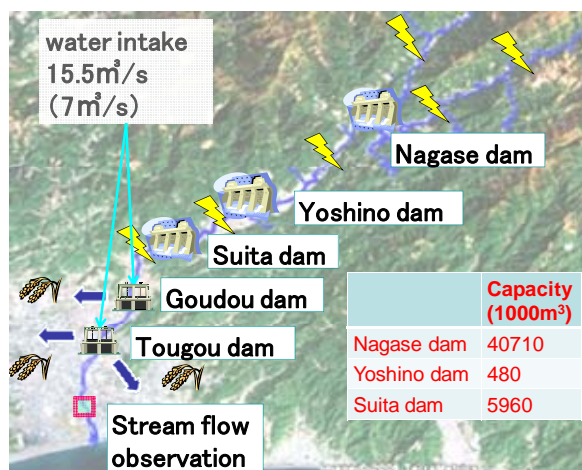 water intake
15.5㎥/s
(7㎥/s)
Nagase dam
Yoshino dam
Suita dam
Goudou dam
Tougou dam
Stream flow
observation
Capacity
(1000m³)
Nagase dam 40710
Yoshino dam 480
Suita dam 5960